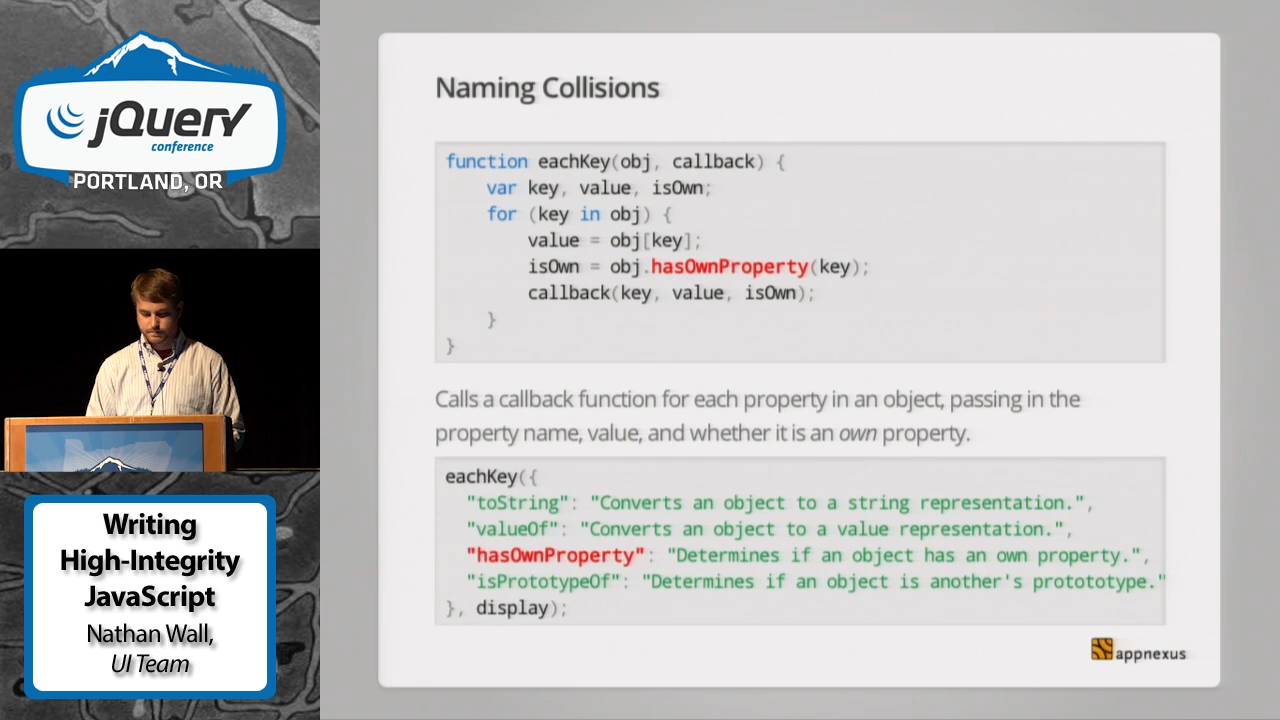 jQuery
conference
PORTLAND, OR
Writing
High-Integrity
JavaScript
Nathan Wall,
UI Team
Naming Collisions
function eachKey(obj, callback) {
var key, value, isOwn;
for (key in obj) {
value = obj[key];
isOwn = obj.hasOwnProperty(key);
callback(key, value, isOwn);
}
}
Calls a callback function for each property in an object, passing in the
property name, value, and whether it is an own property.
eachKey({
"toString": "Converts an object to a string representation.",
"valueOf": "Converts an object to a value representation.",
"hasOwnProperty": "Determines if an object has an own property.",
"isPrototypeOf": "Determines if an object is another's protototype."
}, display);
appnexus